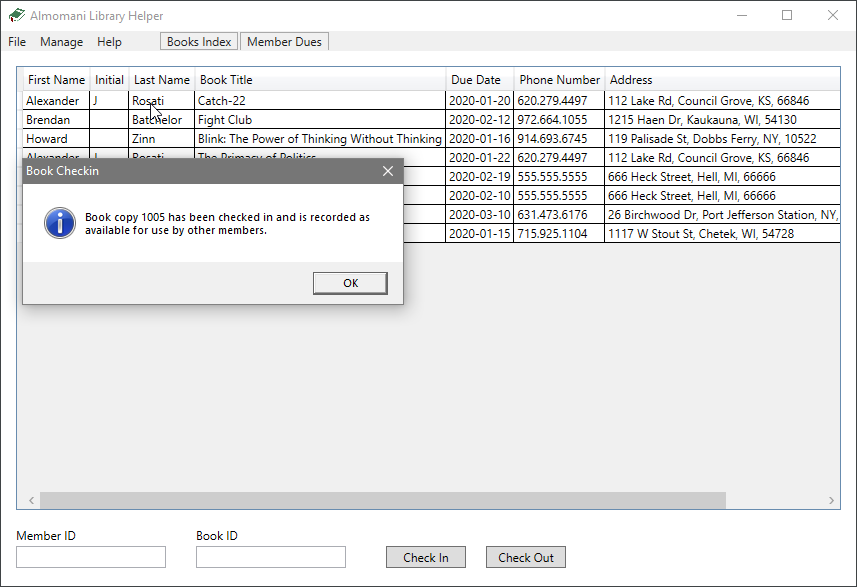 Almomani Library Helper
File Manage Help Books Index Member Dues
First Name Initial Last Name Book Title Due Date Phone Number Address
Alexander J Rosati Catch-22 2020-01-20 620.279.4497 112 Lake Rd, Council Grove, KS, 66846
Brendan Batchelor Fight Club 2020-02-12 972.664.1055 1215 Haen Dr, Kaukauna, WI, 54130
Howard Zinn Blink: The Power of Thinking Without Thinking 2020-01-16 914.693.6745 119 Palisade St, Dobbs Ferry, NY, 10522
Alexander J Rosati The Primacy of Politics 2020-01-22 620.279.4497 112 Lake Rd, Council Grove, KS, 66846
2020-02-19 555.555.5555 666 Heck Street, Hell, MI, 66666
2020-02-10 555.555.5555 666 Heck Street, Hell, MI, 66666
2020-03-10 631.473.6176 26 Birchwood Dr, Port Jefferson Station, NY,
2020-01-15 715.925.1104 1117 W Stout St, Chetek, WI, 54728
Book Checkin
Book copy 1005 has been checked in and is recorded as
available for use by other members.
OK
Member ID Book ID
Check In Check Out